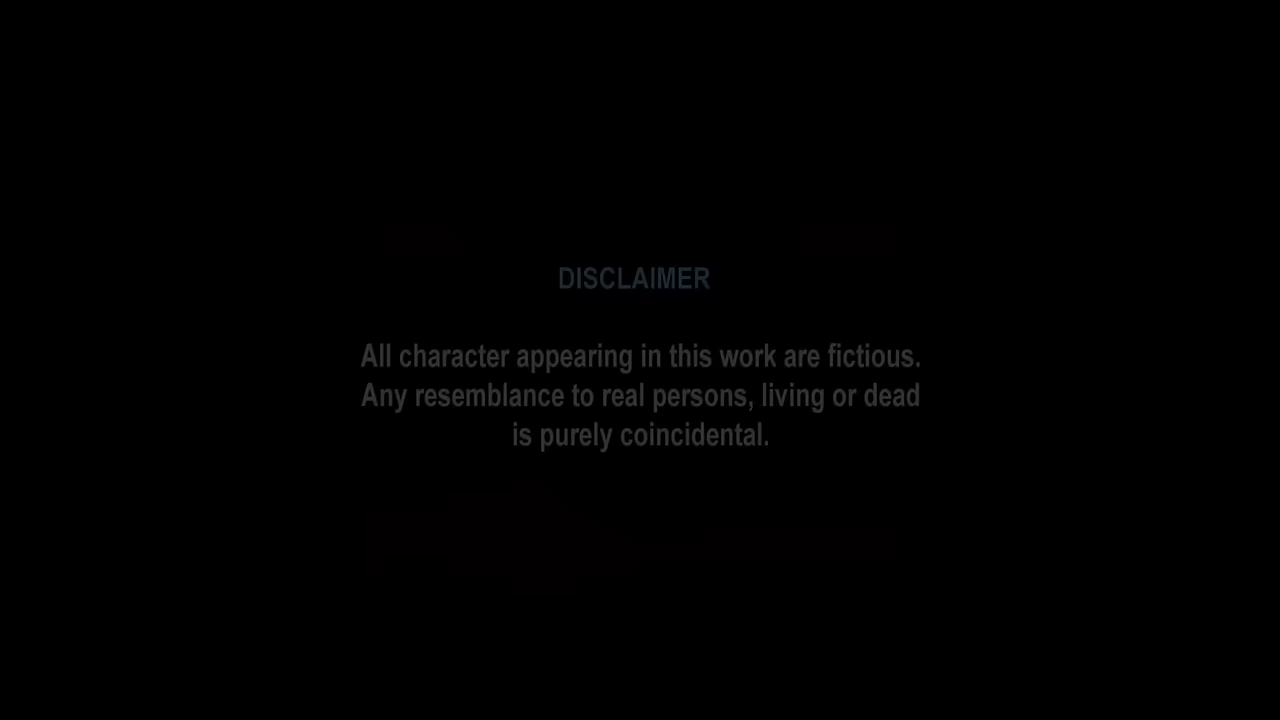 DISCLAIMER
All character appearing in this work are fictious.
Any resemblance to real persons, living or dead
is purely coincidental.